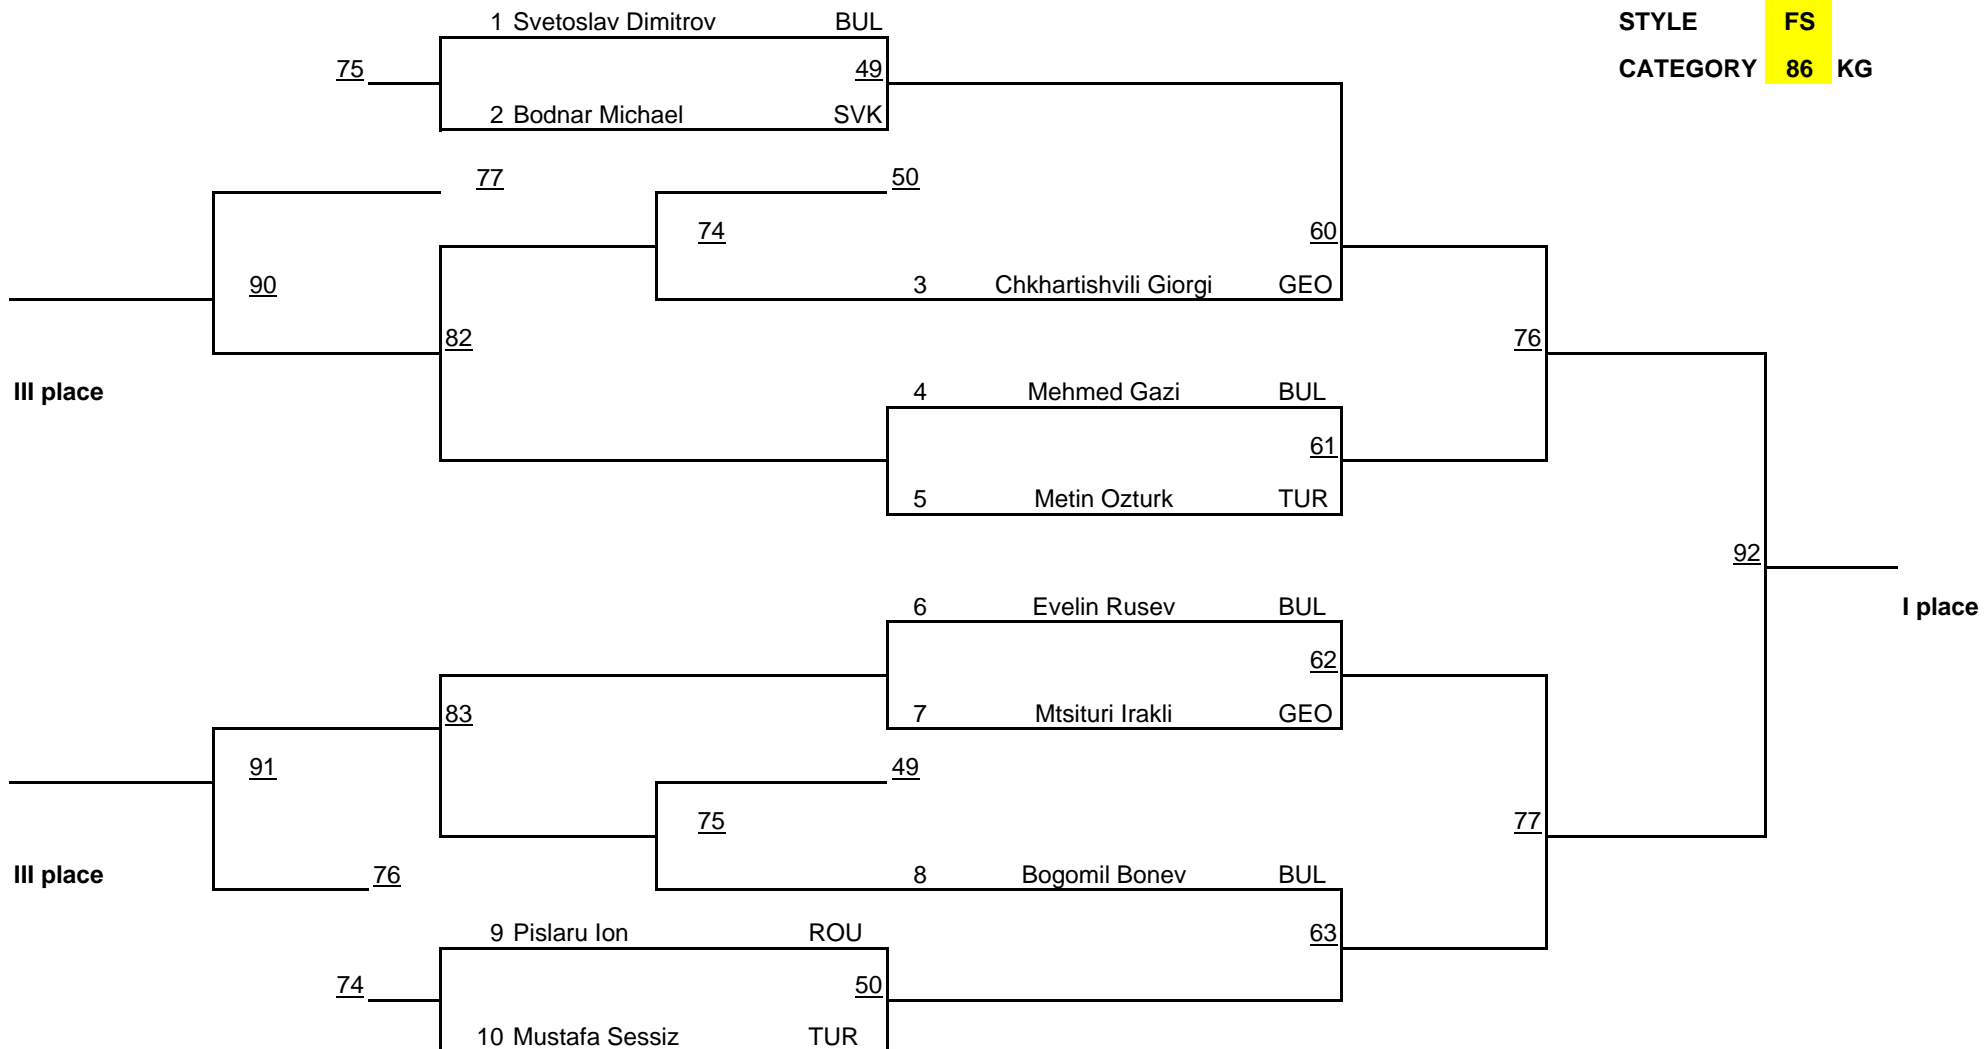 1 Svetoslav Dimitrov BUL STYLE FS
75 49 CATEGORY 86 KG
2 Bodnar Michael SVK
77 50
74 60
90 3 Chkhartishvili Giorgi GEO
82 76
III place 4 Mehmed Gazi BUL
61
5 Metin Ozturk TUR
92
6 Evelin Rusev BUL I place
62
83 7 Mtsituri Irakli GEO
91 49
75 77
III place 76 8 Bogomil Bonev BUL
9 Pislaru Ion ROU 63
74 50
10 Mustafa Sessiz TUR